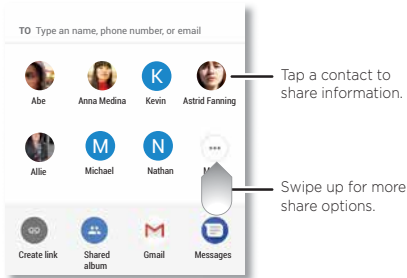 TO Type an name, phone number, or email
K
Abe
Anna Medina
Kevin
Astrid Fanning
Tap a contact to
share information.
M
N
Allie
Michael
Nathan
Swipe up for more
share options.
Create link
Shared
album
Gmail
Messages